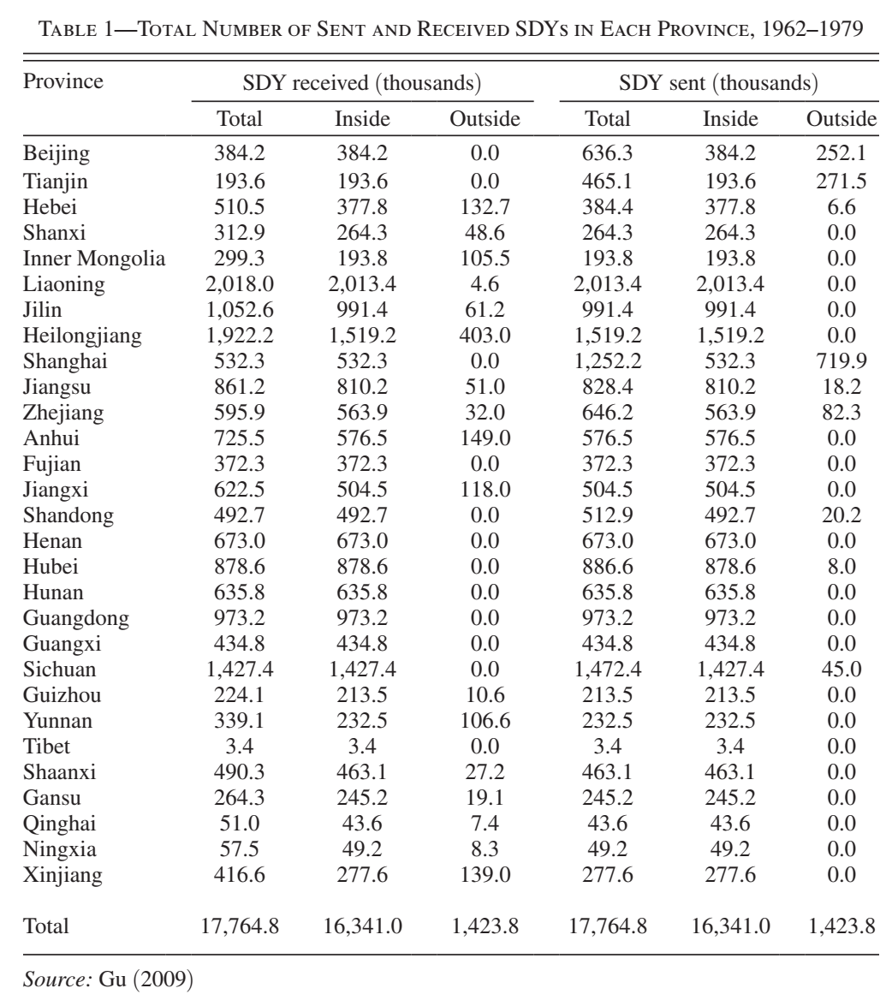 TABLE 1—TOTAL NUMBER OF SENT AND RECEIVED SDYS IN EACH PROVINCE, 1962–1979
Province SDY received (thousands) SDY sent (thousands)
Total Inside Outside Total Inside Outside
Beijing 384.2 384.2 0.0 636.3 384.2 252.1
Tianjin 193.6 193.6 0.0 465.1 193.6 271.5
Hebei 510.5 377.8 132.7 384.4 377.8 6.6
Shanxi 312.9 264.3 48.6 264.3 264.3 0.0
Inner Mongolia 299.3 193.8 105.5 193.8 193.8 0.0
Liaoning 2,018.0 2,013.4 4.6 2,013.4 2,013.4 0.0
Jilin 1,052.6 991.4 61.2 991.4 991.4 0.0
Heilongjiang 1,922.2 1,519.2 403.0 1,519.2 1,519.2 0.0
Shanghai 532.3 532.3 0.0 1,252.2 532.3 719.9
Jiangsu 861.2 810.2 51.0 828.4 810.2 18.2
Zhejiang 595.9 563.9 32.0 646.2 563.9 82.3
Anhui 725.5 576.5 149.0 576.5 576.5 0.0
Fujian 372.3 372.3 0.0 372.3 372.3 0.0
Jiangxi 622.5 504.5 118.0 504.5 504.5 0.0
Shandong 492.7 492.7 0.0 512.9 492.7 20.2
Henan 673.0 673.0 0.0 673.0 673.0 0.0
Hubei 878.6 878.6 0.0 886.6 878.6 8.0
Hunan 635.8 635.8 0.0 635.8 635.8 0.0
Guangdong 973.2 973.2 0.0 973.2 973.2 0.0
Guangxi 434.8 434.8 0.0 434.8 434.8 0.0
Sichuan 1,427.4 1,427.4 0.0 1,472.4 1,427.4 45.0
Guizhou 224.1 213.5 10.6 213.5 213.5 0.0
Yunnan 339.1 232.5 106.6 232.5 232.5 0.0
Tibet 3.4 3.4 0.0 3.4 3.4 0.0
Shaanxi 490.3 463.1 27.2 463.1 463.1 0.0
Gansu 264.3 245.2 19.1 245.2 245.2 0.0
Qinghai 51.0 43.6 7.4 43.6 43.6 0.0
Ningxia 57.5 49.2 8.3 49.2 49.2 0.0
Xinjiang 416.6 277.6 139.0 277.6 277.6 0.0
Total 17,764.8 16,341.0 1,423.8 17,764.8 16,341.0 1,423.8
Source: Gu (2009)